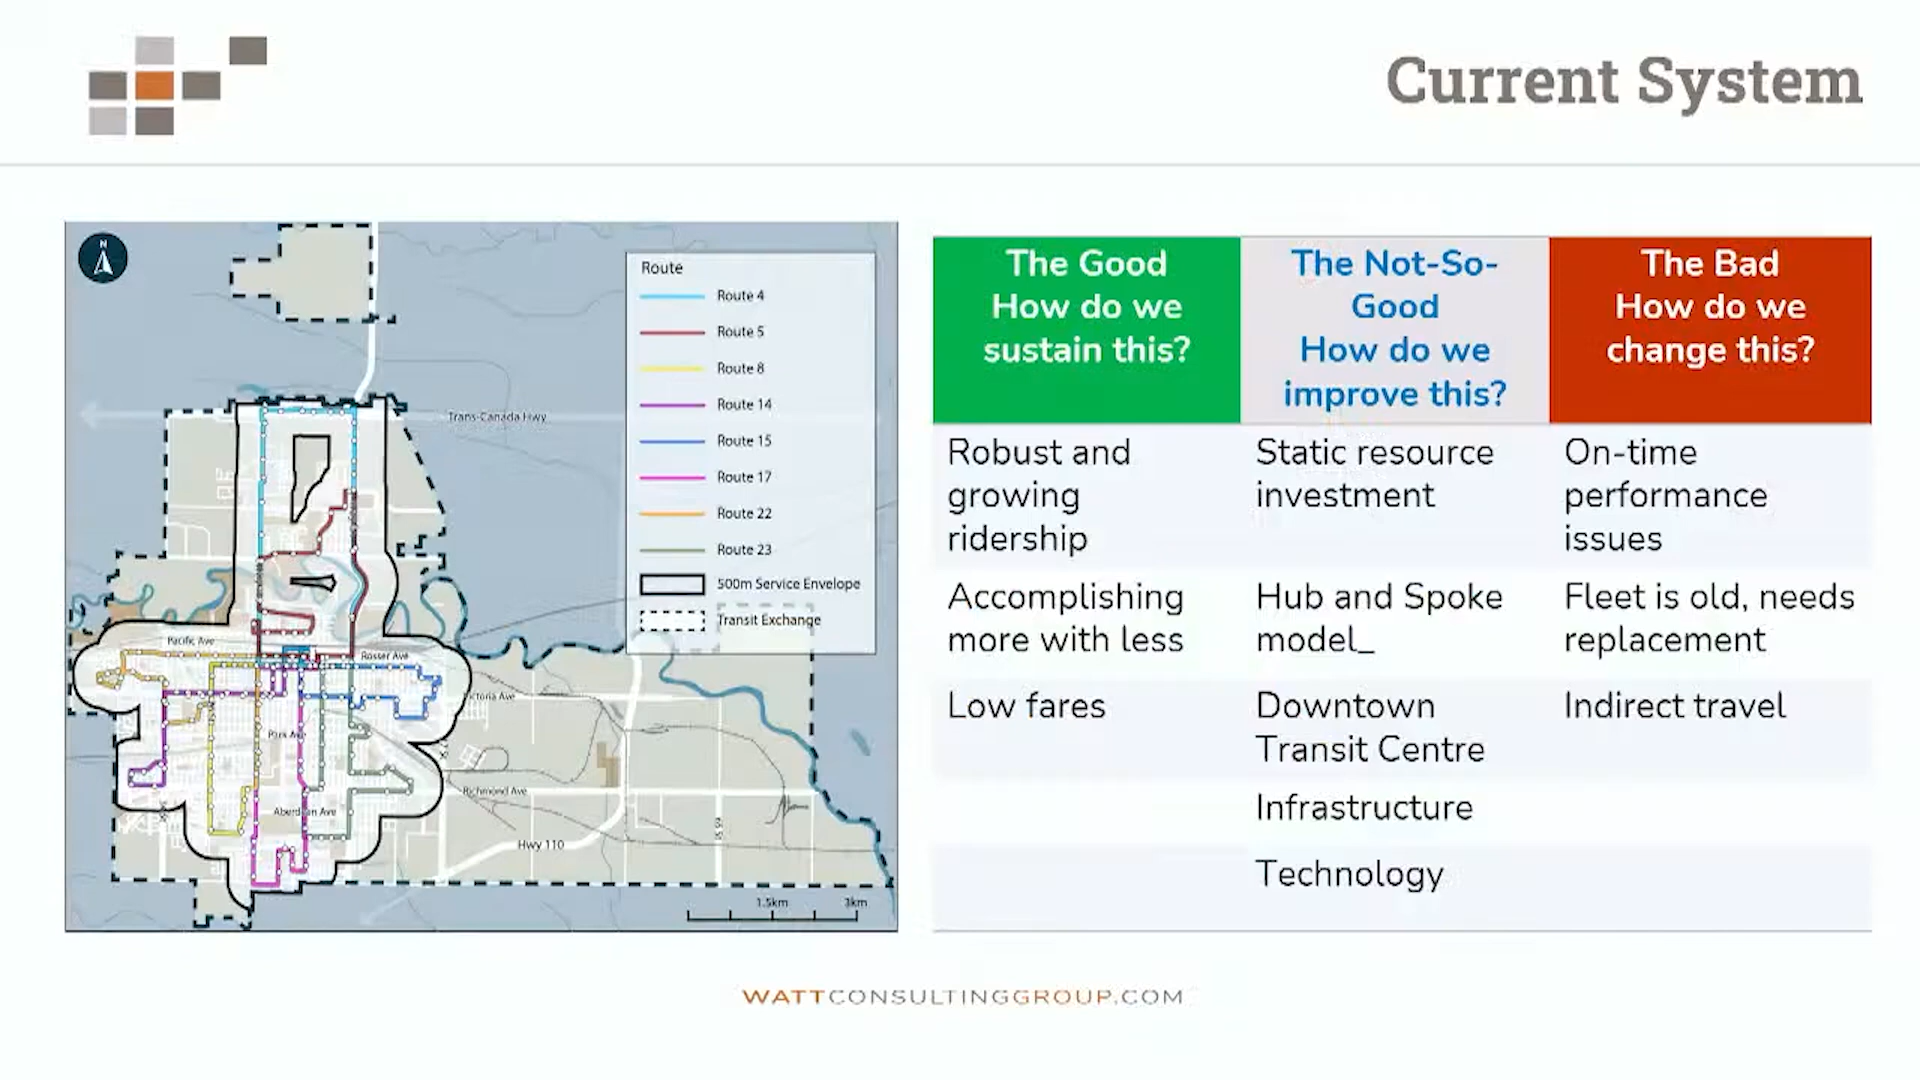 Current System
N
Route
Route 4
Route 5
Route 8
Route 14
Route 15
Route 17
Route 22
Route 23
500m Service Envelope
Transit Exchange
Trans-Canada Hwy
Pacific Ave
Rosser Ave
Park Ave
Richmond Ave
Aberdean Ave
Hwy 110
1.5km
3km
The Good
How do we
sustain this?
The Not-So-
Good
How do we
improve this?
The Bad
How do we
change this?
Robust and
growing
ridership
Static resource
investment
On-time
performance
issues
Accomplishing
more with less
Hub and Spoke
model_
Fleet is old, needs
replacement
Low fares
Downtown
Transit Centre
Indirect travel
Infrastructure
Technology
WATTCONSULTINGGROUP.COM